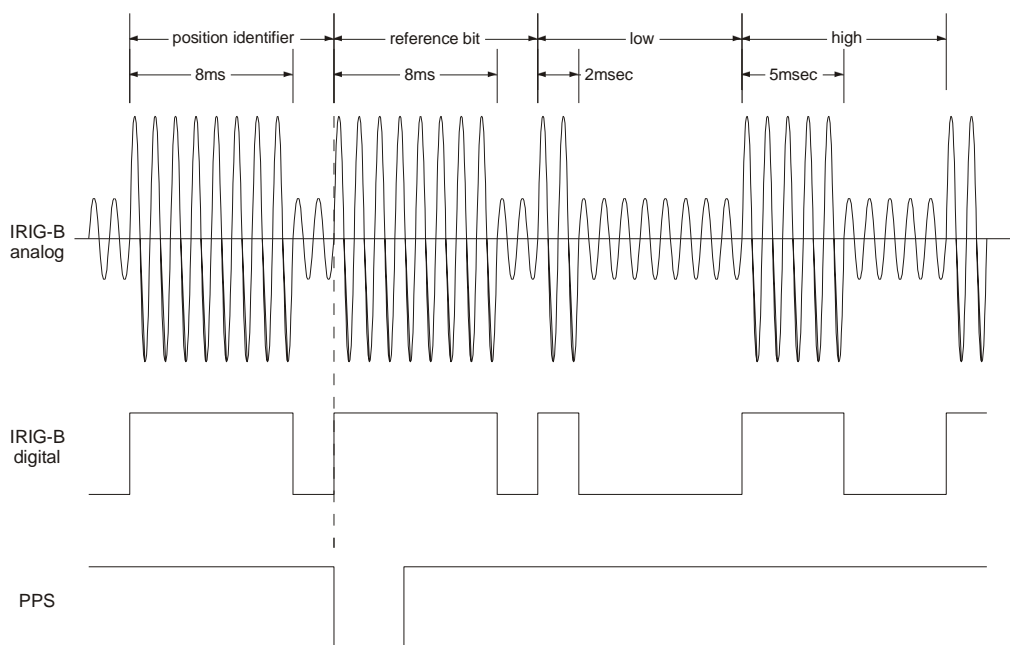 position identifier
reference bit
low
high
8ms
8ms
2msec
5msec
IRIG-B
analog
IRIG-B
digital
PPS